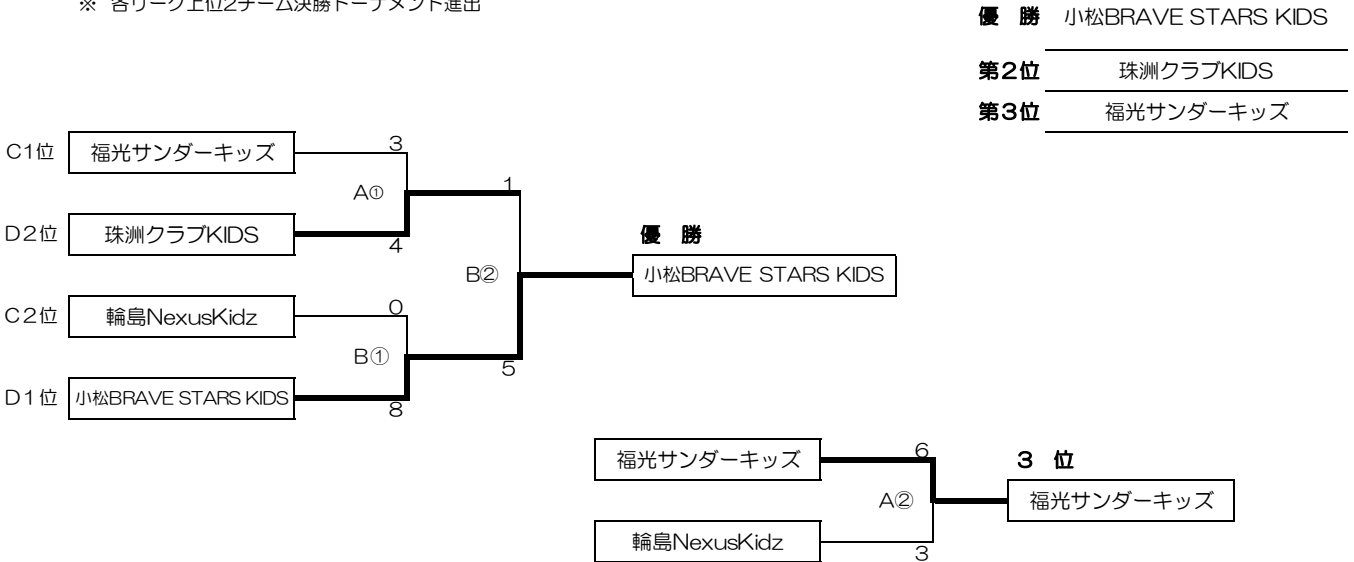 ※ 各リーグ上位2チーム決勝トーナメント進出
優 勝 小松BRAVE STARS KIDS
第2位 珠洲クラブKIDS
第3位 福光サンダーキッズ
C1位 福光サンダーキッズ 3
A① 1
D2位 珠洲クラブKIDS 4
優 勝
B② 小松BRAVE STARS KIDS
C2位 輪島NexusKidz 0
B① 5
D1位 小松BRAVE STARS KIDS 8
福光サンダーキッズ 6
3 位
A② 福光サンダーキッズ
輪島NexusKidz 3